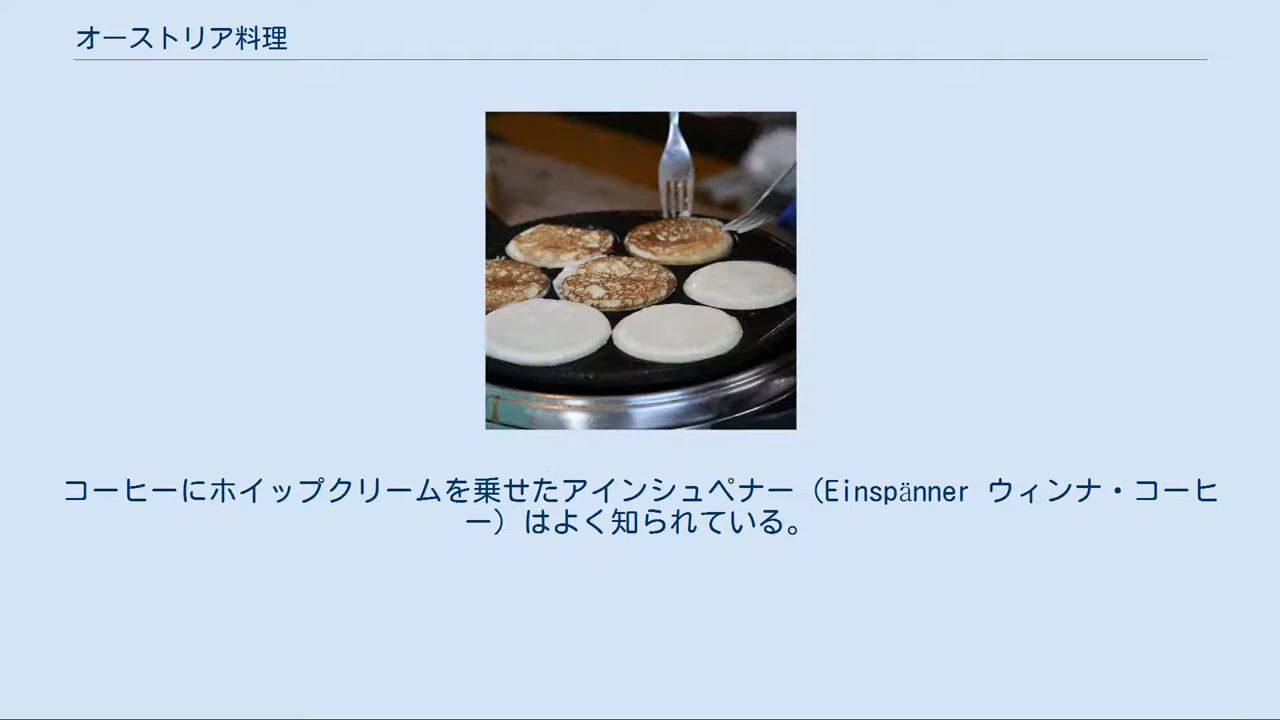 オーストリア料理
コーヒーにホイップクリームを乗せたアインシュペナー（Einspänner ウィンナ・コーヒ
ー）はよく知られている。